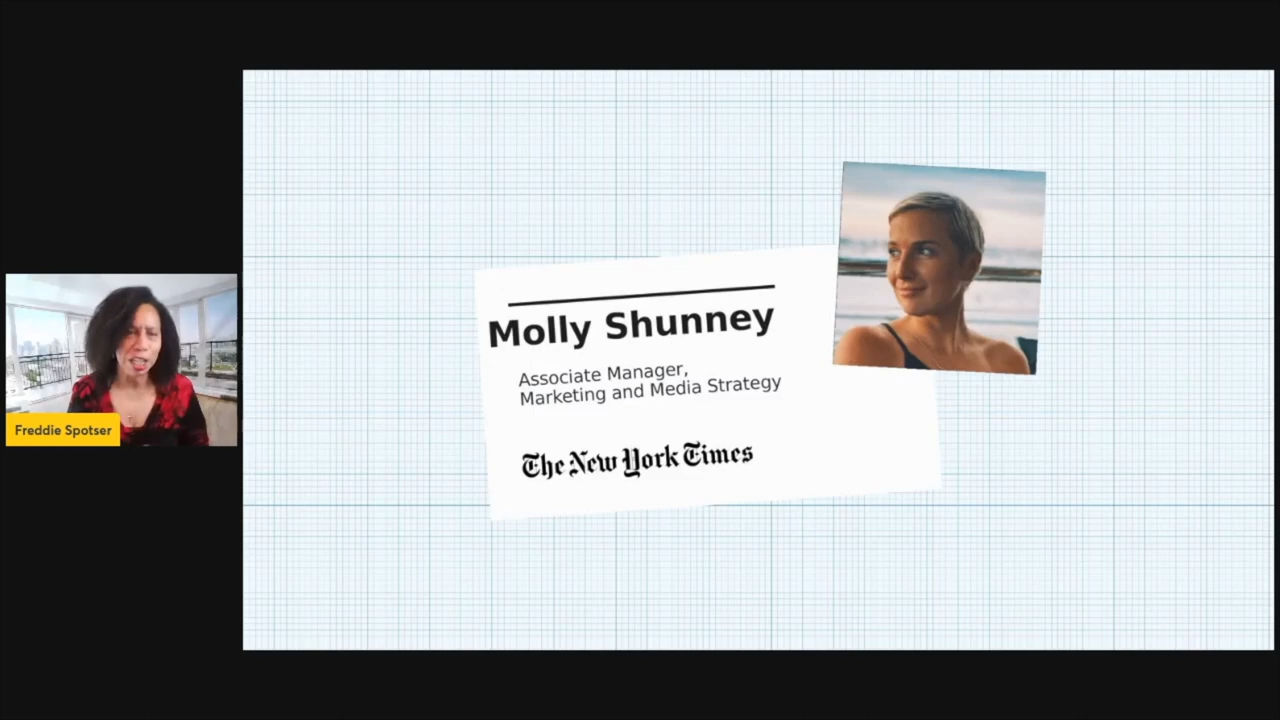 Freddie Spotser
Molly Shunney
Associate Manager,
Marketing and Media Strategy
The New York Times